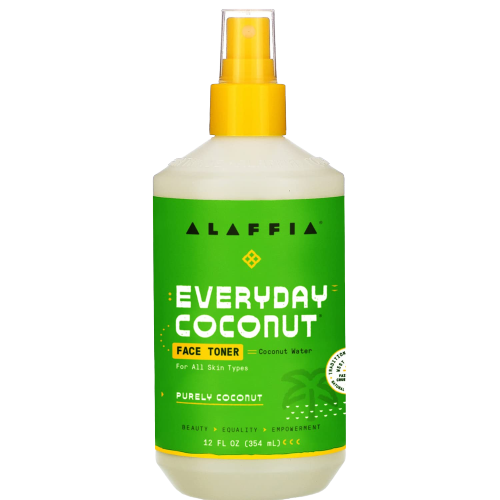 ALAFFIA
EVERYDAY
COCONUT™
FACE TONER
Coconut Water
For All Skin Types
PURELY COCONUT
BEAUTY
EQUALITY
EMPOWERMENT
12 FL OZ (354 mL)